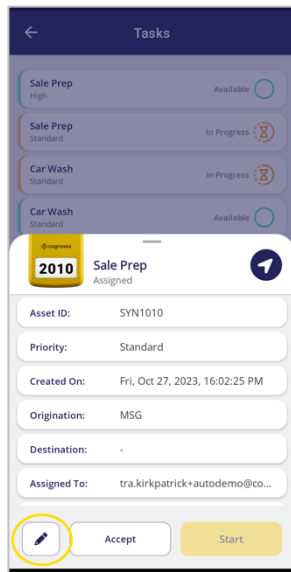 Tasks
Sale Prep
High
Available
Sale Prep
Standard
In Progress
Car Wash
Standard
In Progress
Car Wash
Standard
Available
cognosos
2010
Sale Prep
Assigned
Asset ID: SYN1010
Priority: Standard
Created On: Fri, Oct 27, 2023, 16:02:25 PM
Origination: MSG
Destination: -
Assigned To: tra.kirkpatrick+autodemo@co...
Accept
Start